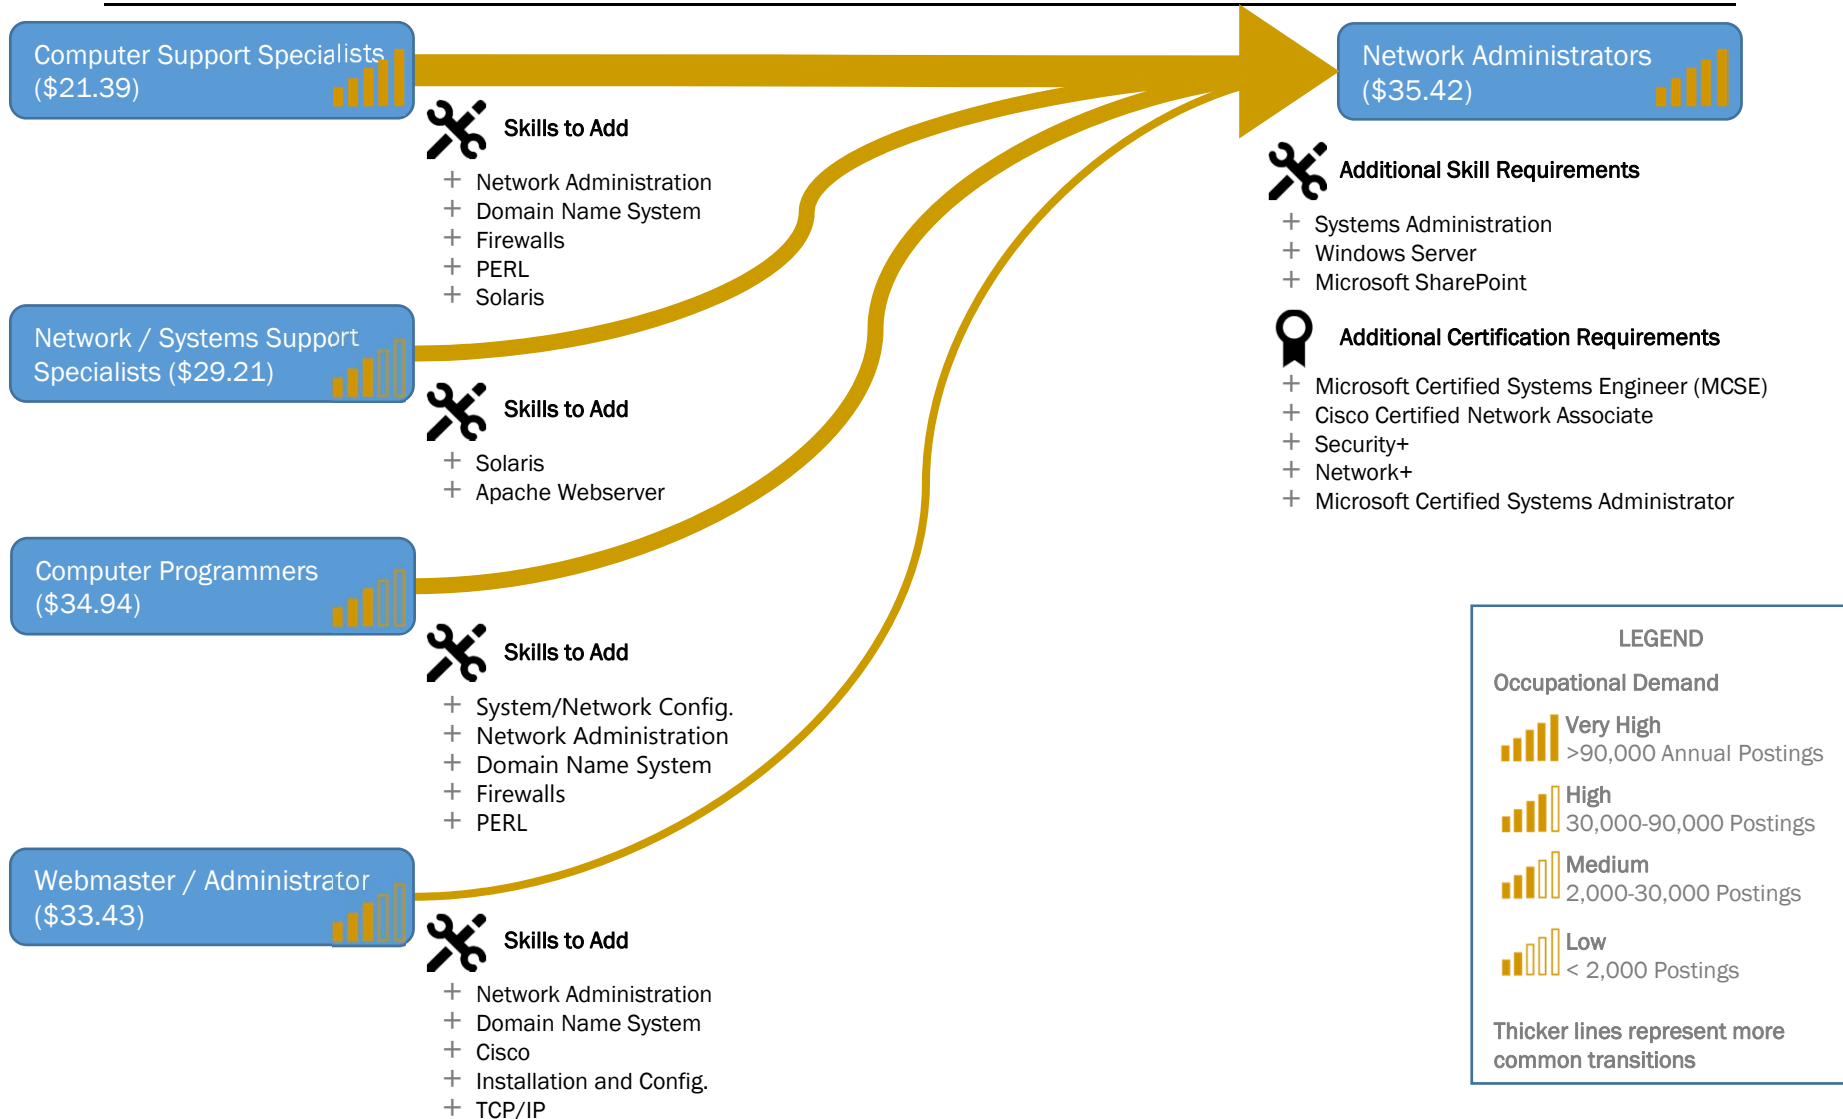 Computer Support Specialists
($21.39)
Skills to Add
+ Network Administration
+ Domain Name System
+ Firewalls
+ PERL
+ Solaris
Network / Systems Support
Specialists ($29.21)
Skills to Add
+ Solaris
+ Apache Webserver
Computer Programmers
($34.94)
Skills to Add
+ System/Network Config.
+ Network Administration
+ Domain Name System
+ Firewalls
+ PERL
Webmaster / Administrator
($33.43)
Skills to Add
+ Network Administration
+ Domain Name System
+ Cisco
+ Installation and Config.
+ TCP/IP
Network Administrators
($35.42)
Additional Skill Requirements
+ Systems Administration
+ Windows Server
+ Microsoft SharePoint
Additional Certification Requirements
+ Microsoft Certified Systems Engineer (MCSE)
+ Cisco Certified Network Associate
+ Security+
+ Network+
+ Microsoft Certified Systems Administrator
LEGEND
Occupational Demand
Very High
>90,000 Annual Postings
High
30,000-90,000 Postings
Medium
2,000-30,000 Postings
Low
< 2,000 Postings
Thicker lines represent more
common transitions